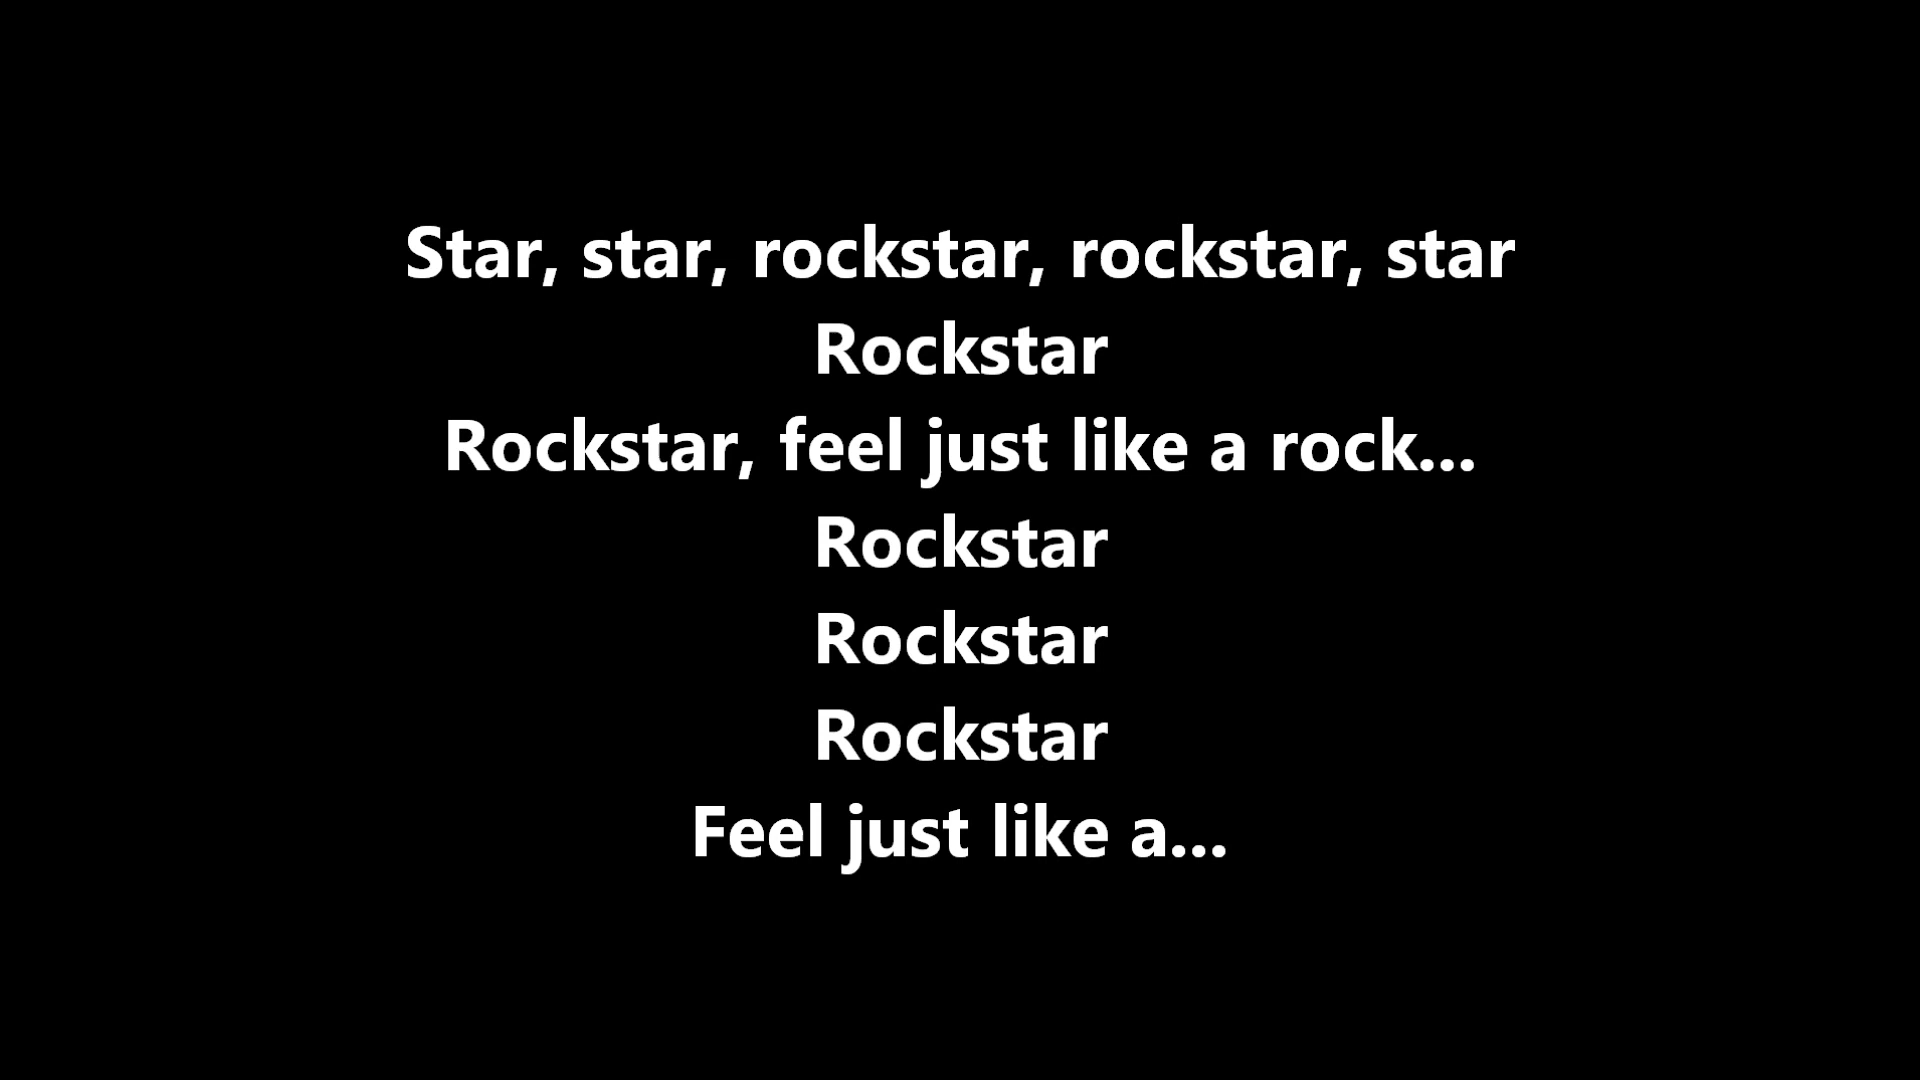 Star, star, rockstar, rockstar, star
Rockstar
Rockstar, feel just like a rock...
Rockstar
Rockstar
Rockstar
Feel just like a...